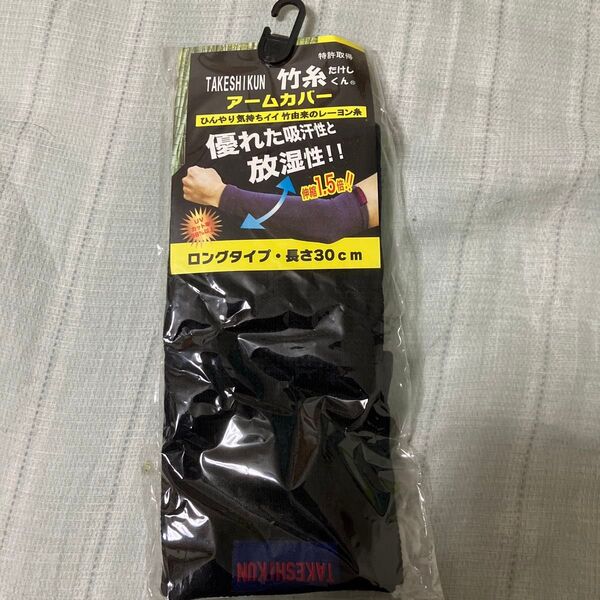 特許取得
TAKESHIKUN 竹糸 たけしくん®
アームカバー
ひんやり気持ちイイ 竹由来のレーヨン糸
優れた吸汗性と
放湿性!!
伸縮1.5倍!!
UV
ロングタイプ・長さ30cm
TAKESHIKUN